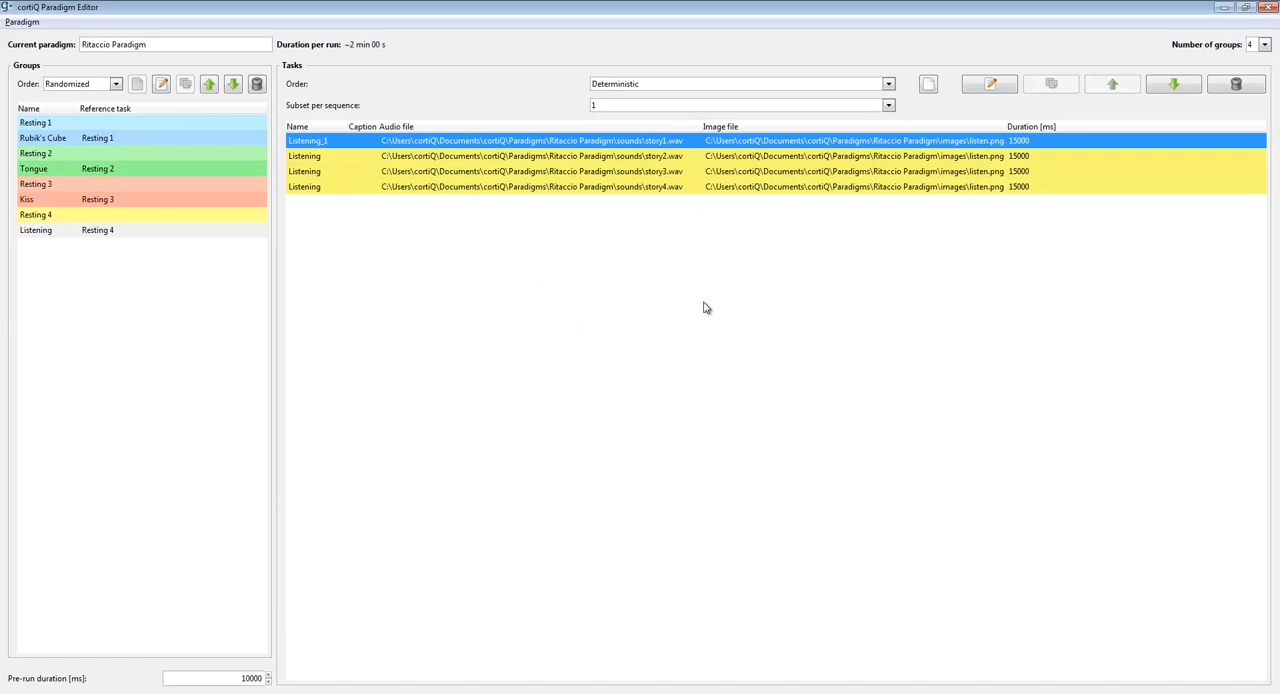 cortiQ Paradigm Editor
Paradigm
Current paradigm: Ritaccio Paradigm Duration per run: ~2 min 00 s Number of groups: 4
Groups Tasks
Order: Randomized Order: Deterministic
Subset per sequence: 1
Name Reference task
Resting 1
Rubik's Cube Resting 1
Resting 2
Tongue Resting 2
Resting 3
Kiss Resting 3
Resting 4
Listening Resting 4
Name Caption Audio file Image file Duration [ms]
Listening_1 C:\Users\cortiQ\Documents\cortiQ\Paradigms\Ritaccio Paradigm\sounds\story1.wav C:\Users\cortiQ\Documents\cortiQ\Paradigms\Ritaccio Paradigm\images\listen.png 15000
Listening C:\Users\cortiQ\Documents\cortiQ\Paradigms\Ritaccio Paradigm\sounds\story2.wav C:\Users\cortiQ\Documents\cortiQ\Paradigms\Ritaccio Paradigm\images\listen.png 15000
Listening C:\Users\cortiQ\Documents\cortiQ\Paradigms\Ritaccio Paradigm\sounds\story3.wav C:\Users\cortiQ\Documents\cortiQ\Paradigms\Ritaccio Paradigm\images\listen.png 15000
Listening C:\Users\cortiQ\Documents\cortiQ\Paradigms\Ritaccio Paradigm\sounds\story4.wav C:\Users\cortiQ\Documents\cortiQ\Paradigms\Ritaccio Paradigm\images\listen.png 15000
Pre-run duration [ms]: 10000